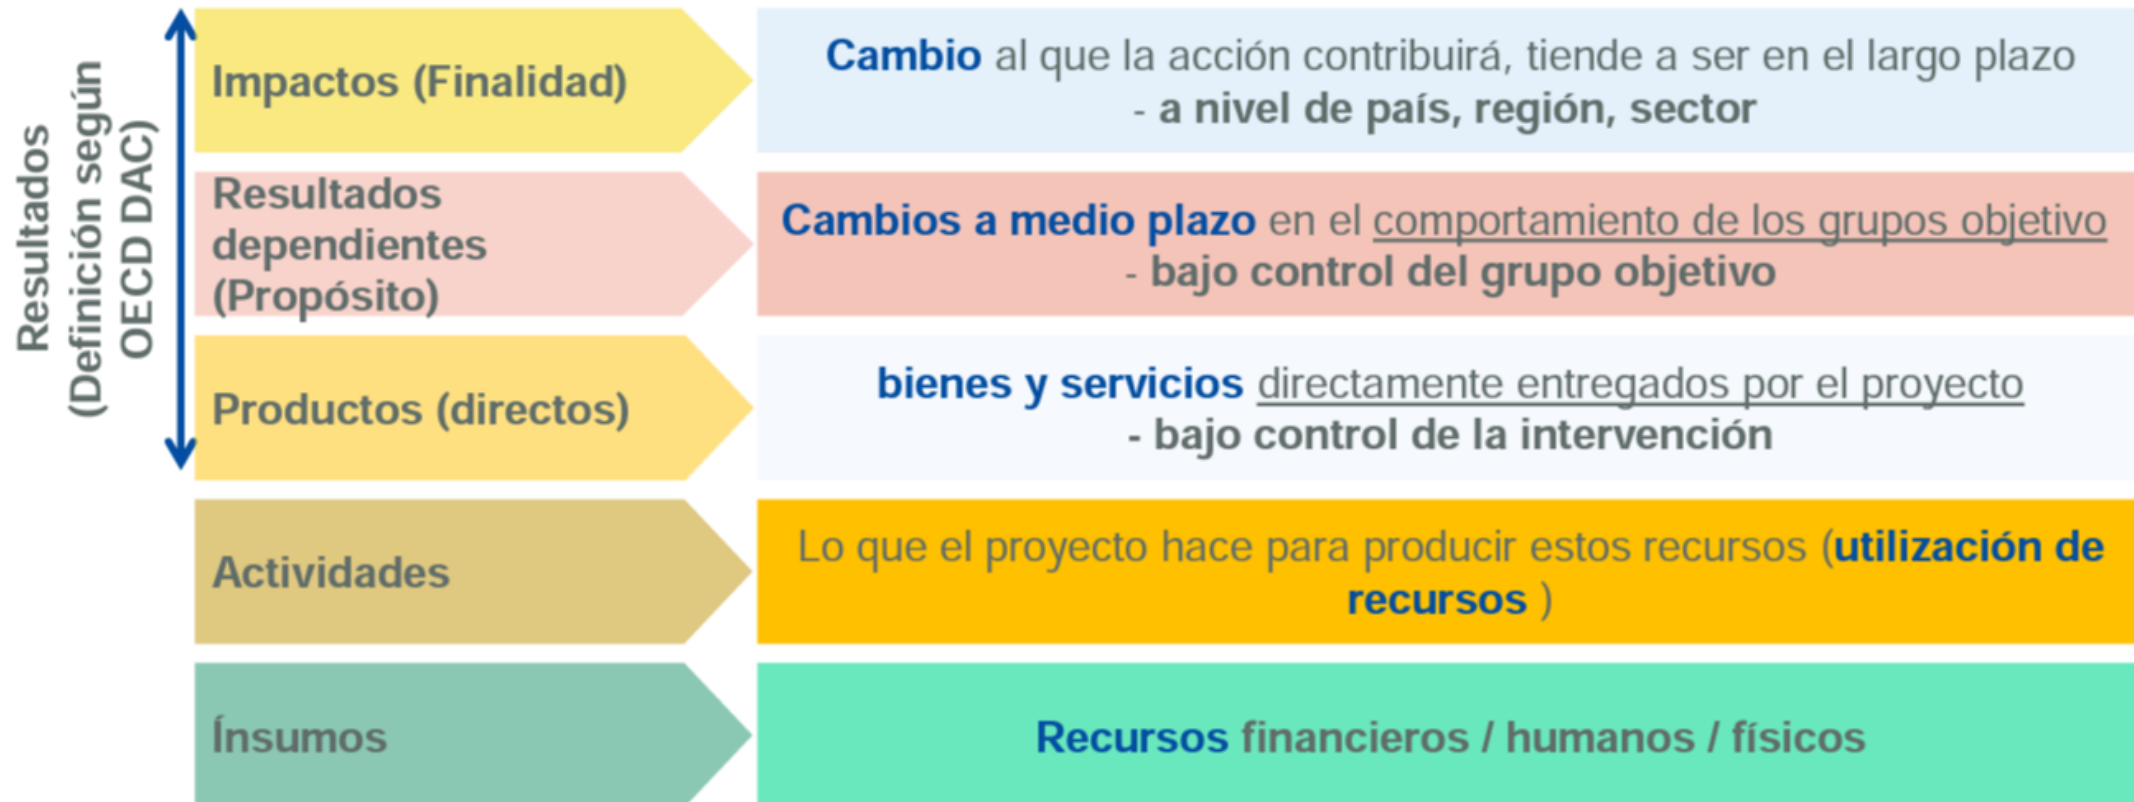 Resultados
(Definición según
OECD DAC)
Impactos (Finalidad)
Cambio al que la acción contribuirá, tiende a ser en el largo plazo
- a nivel de país, región, sector
Resultados
dependientes
(Propósito)
Cambios a medio plazo en el comportamiento de los grupos objetivo
- bajo control del grupo objetivo
Productos (directos)
bienes y servicios directamente entregados por el proyecto
- bajo control de la intervención
Actividades
Lo que el proyecto hace para producir estos recursos (utilización de
recursos )
Ínsumos
Recursos financieros / humanos / físicos